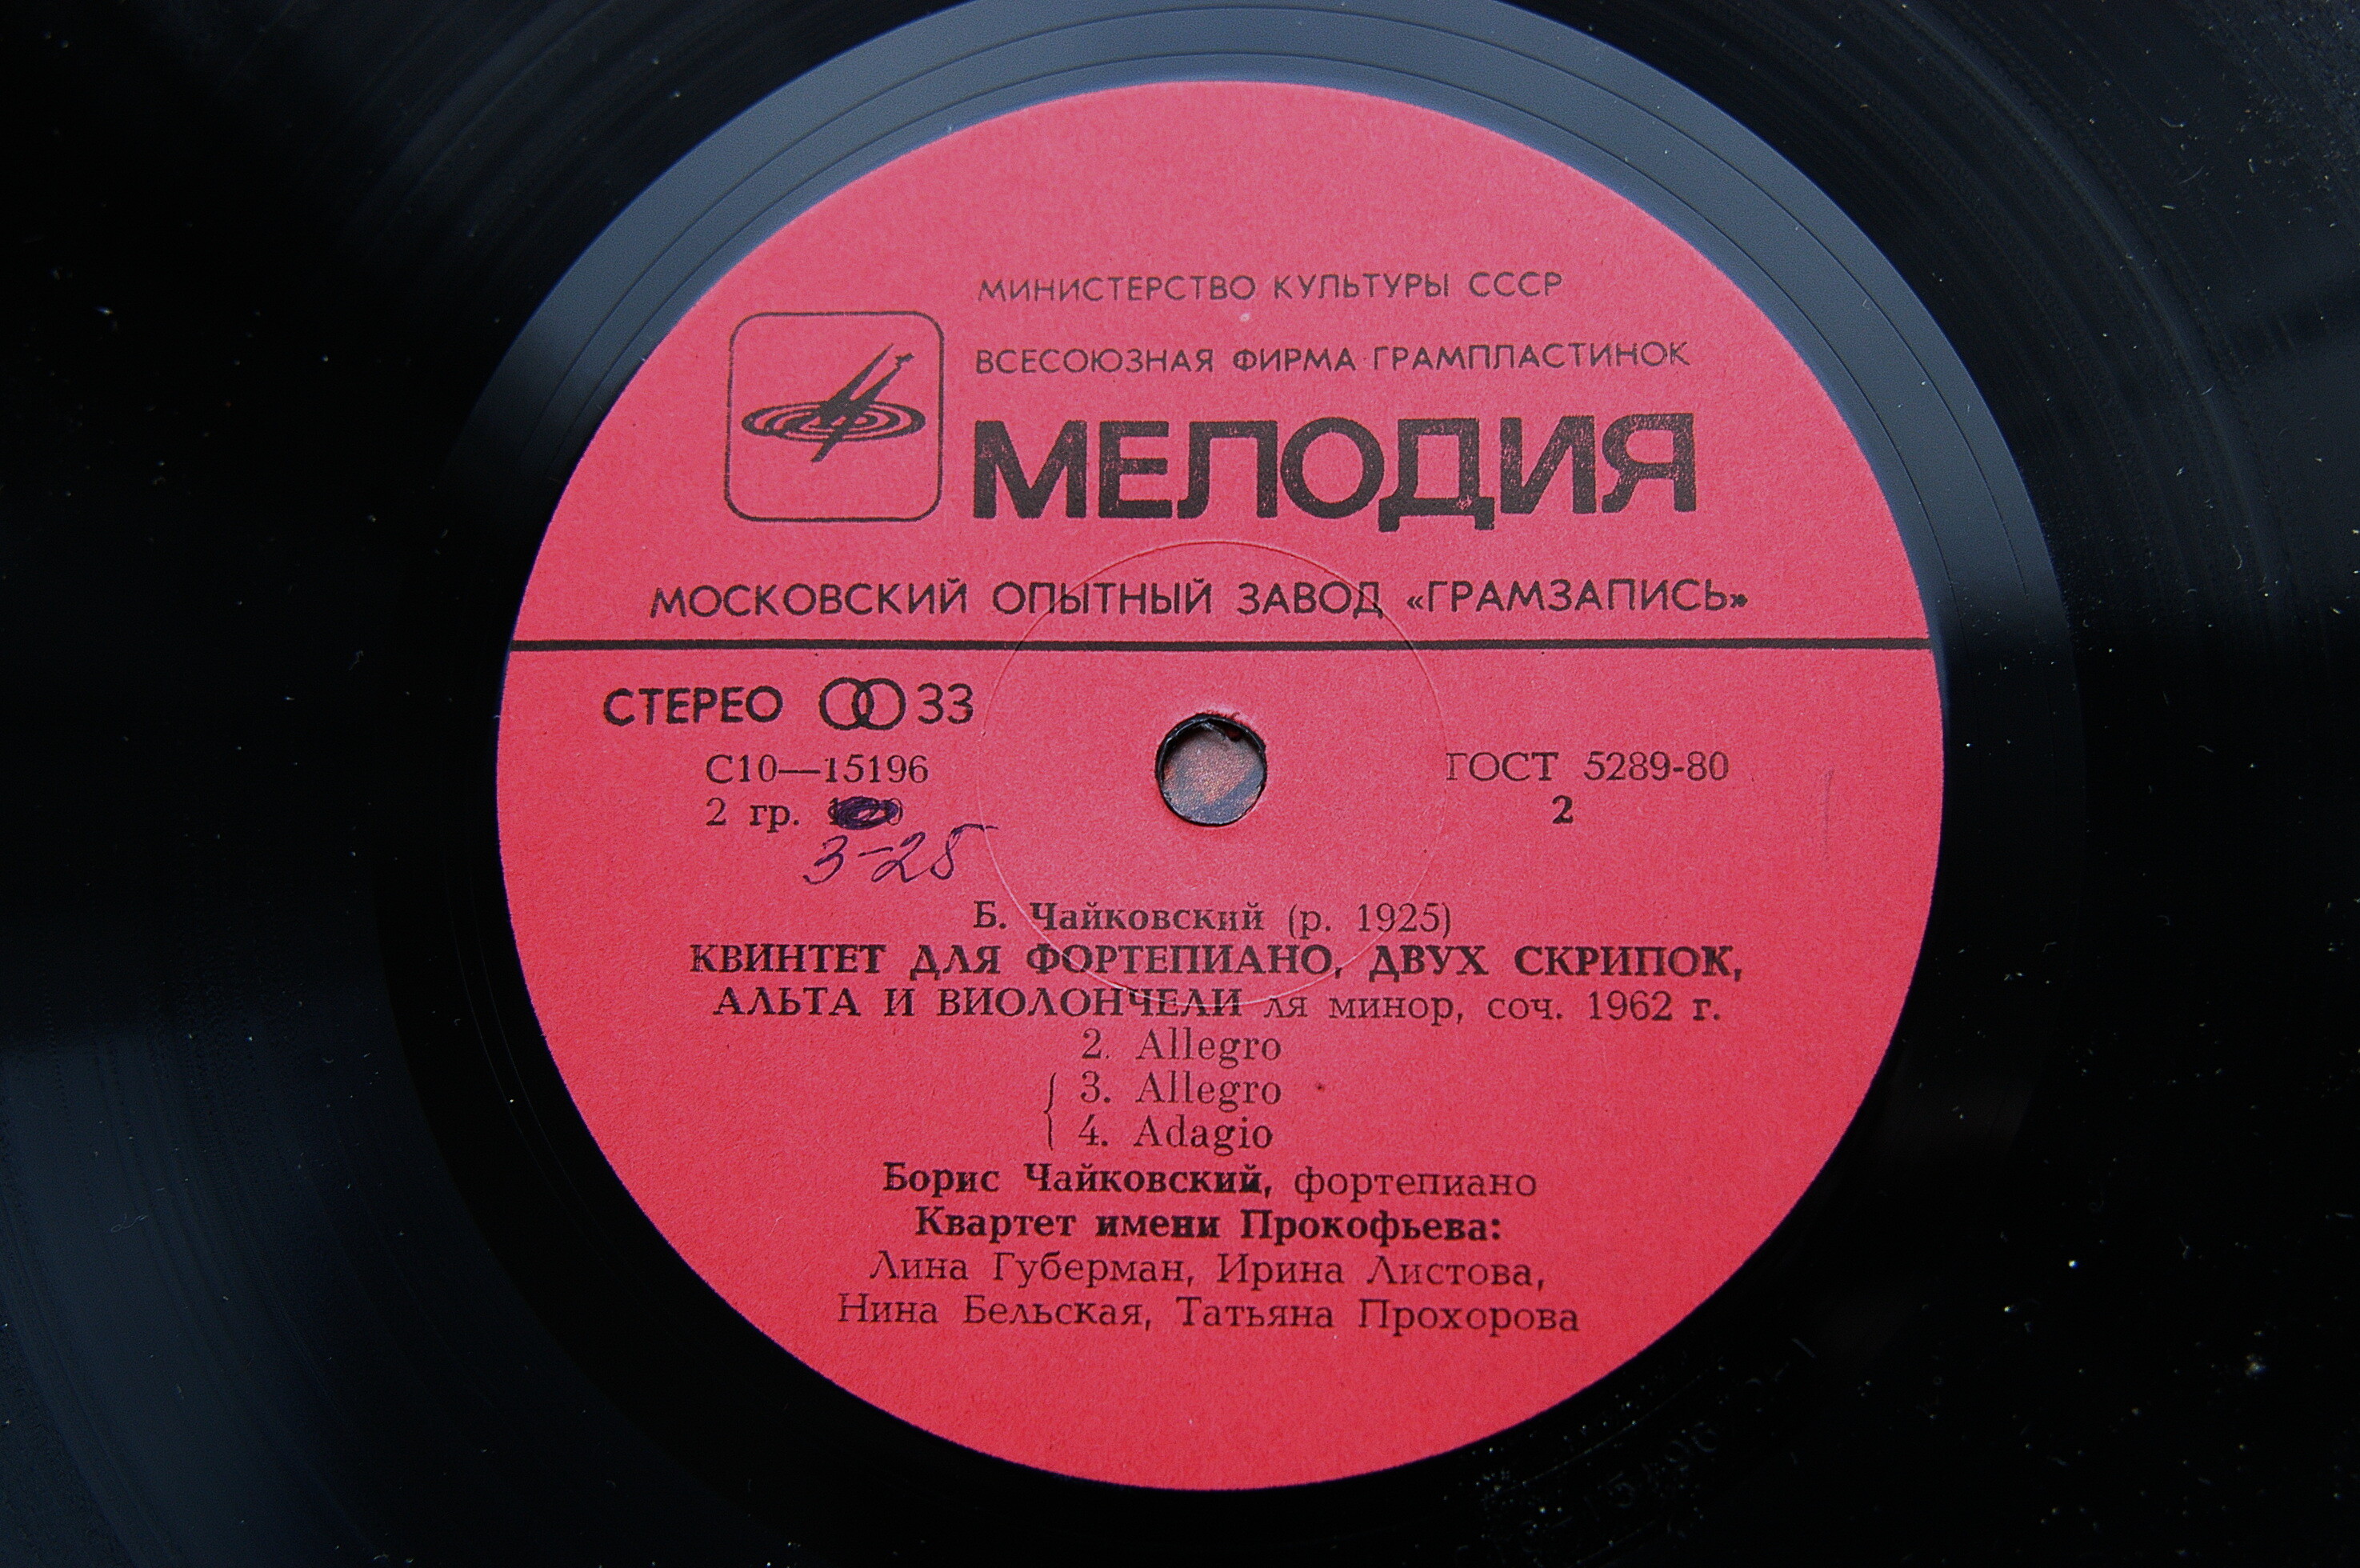 МИНИСТЕРСТВО КУЛЬТУРЫ СССР
ВСЕСОЮЗНАЯ ФИРМА ГРАМПЛАСТИНОК
МЕЛОДИЯ
МОСКОВСКИЙ ОПЫТНЫЙ ЗАВОД «ГРАМЗАПИСЬ»
СТЕРЕО 33
С10—15196
ГОСТ 5289-80
2 гр.
2
3-25
Б. Чайковский (р. 1925)
КВИНТЕТ ДЛЯ ФОРТЕПИАНО, ДВУХ СКРИПОК,
АЛЬТА И ВИОЛОНЧЕЛИ ля минор, соч. 1962 г.
2. Allegro
3. Allegro
4. Adagio
Борис Чайковский, фортепиано
Квартет имени Прокофьева:
Лина Губерман, Ирина Листова,
Нина Бельская, Татьяна Прохорова